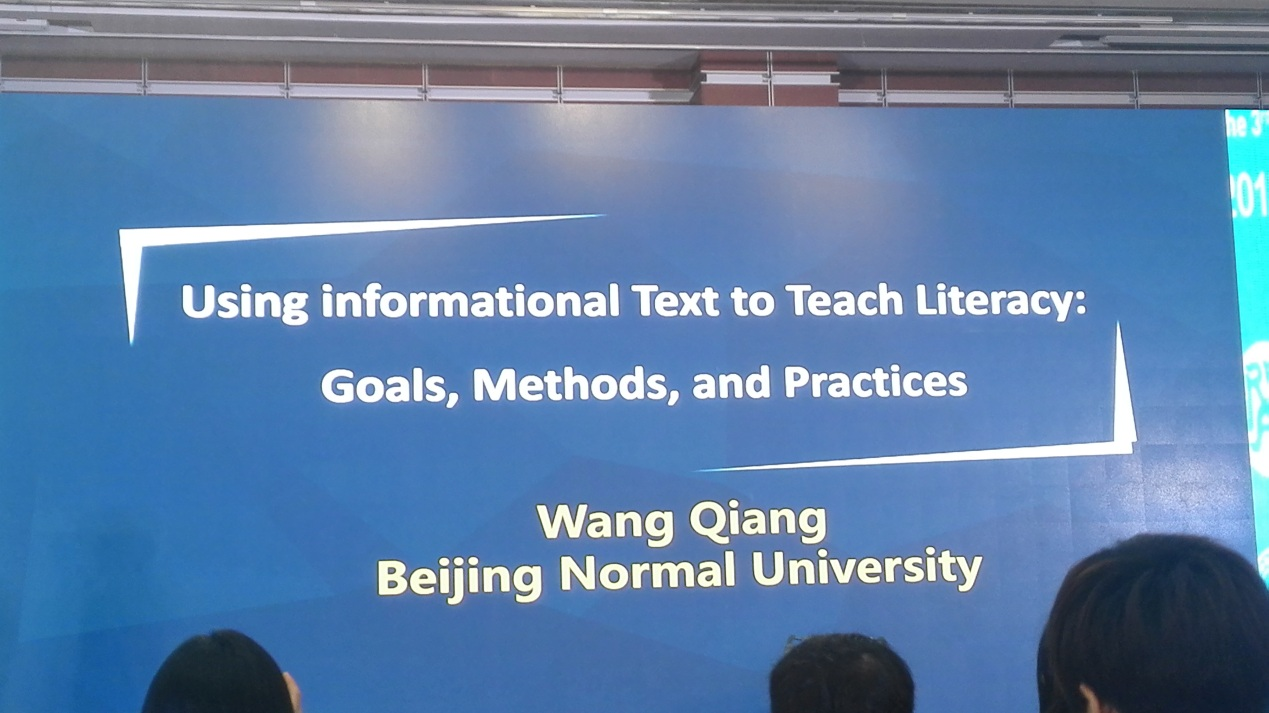 Using informational Text to Teach Literacy:
Goals, Methods, and Practices
Wang Qiang
Beijing Normal University